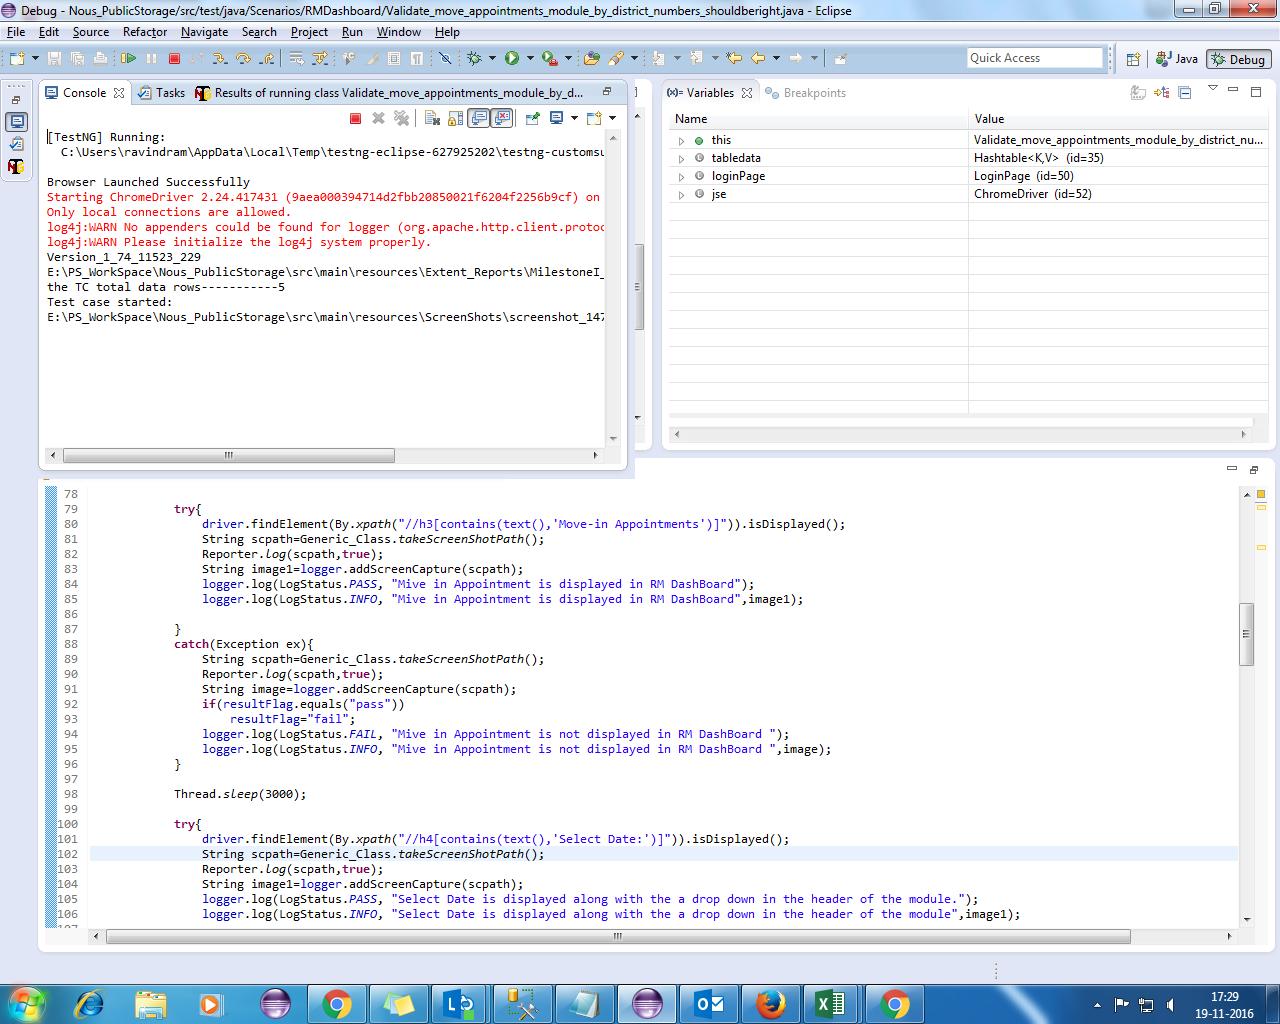 Debug - Nous_PublicStorage/src/test/java/Scenarios/RMDashboard/Validate_move_appointments_module_by_district_numbers_shouldberight.java - Eclipse
File Edit Source Refactor Navigate Search Project Run Window Help
Quick Access
Java
Debug
Console
Tasks
Results of running class Validate_move_appointments_module_by_d...
[TestNG] Running:
C:\Users\ravindram\AppData\Local\Temp\testng-eclipse-627925202\testng-customsu
Browser Launched Successfully
Starting ChromeDriver 2.24.417431 (9aea000394714d2fbb20850021f6204f2256b9cf) on
Only local connections are allowed.
log4j:WARN No appenders could be found for logger (org.apache.http.client.protoc
log4j:WARN Please initialize the log4j system properly.
Version_1_74_11523_229
E:\PS_WorkSpace\Nous_PublicStorage\src\main\resources\Extent_Reports\MilestoneI_
the TC total data rows-----------5
Test case started:
E:\PS_WorkSpace\Nous_PublicStorage\src\main\resources\ScreenShots\screenshot_147
(x)= Variables
Breakpoints
Name Value
this Validate_move_appointments_module_by_district_nu...
tabledata Hashtable<K,V> (id=35)
loginPage LoginPage (id=50)
jse ChromeDriver (id=52)
78
79 try{
80 driver.findElement(By.xpath("//h3[contains(text(),'Move-in Appointments')]")).isDisplayed();
81 String scpath=Generic_Class.takeScreenShotPath();
82 Reporter.log(scpath,true);
83 String image1=logger.addScreenCapture(scpath);
84 logger.log(LogStatus.PASS, "Mive in Appointment is displayed in RM DashBoard");
85 logger.log(LogStatus.INFO, "Mive in Appointment is displayed in RM DashBoard",image1);
86
87 }
88 catch(Exception ex){
89 String scpath=Generic_Class.takeScreenShotPath();
90 Reporter.log(scpath,true);
91 String image=logger.addScreenCapture(scpath);
92 if(resultFlag.equals("pass"))
93 resultFlag="fail";
94 logger.log(LogStatus.FAIL, "Mive in Appointment is not displayed in RM DashBoard ");
95 logger.log(LogStatus.INFO, "Mive in Appointment is not displayed in RM DashBoard ",image);
96 }
97
98 Thread.sleep(3000);
99
100 try{
101 driver.findElement(By.xpath("//h4[contains(text(),'Select Date:')]")).isDisplayed();
102 String scpath=Generic_Class.takeScreenShotPath();
103 Reporter.log(scpath,true);
104 String image1=logger.addScreenCapture(scpath);
105 logger.log(LogStatus.PASS, "Select Date is displayed along with the a drop down in the header of the module.");
106 logger.log(LogStatus.INFO, "Select Date is displayed along with the a drop down in the header of the module",image1);
17:29
19-11-2016